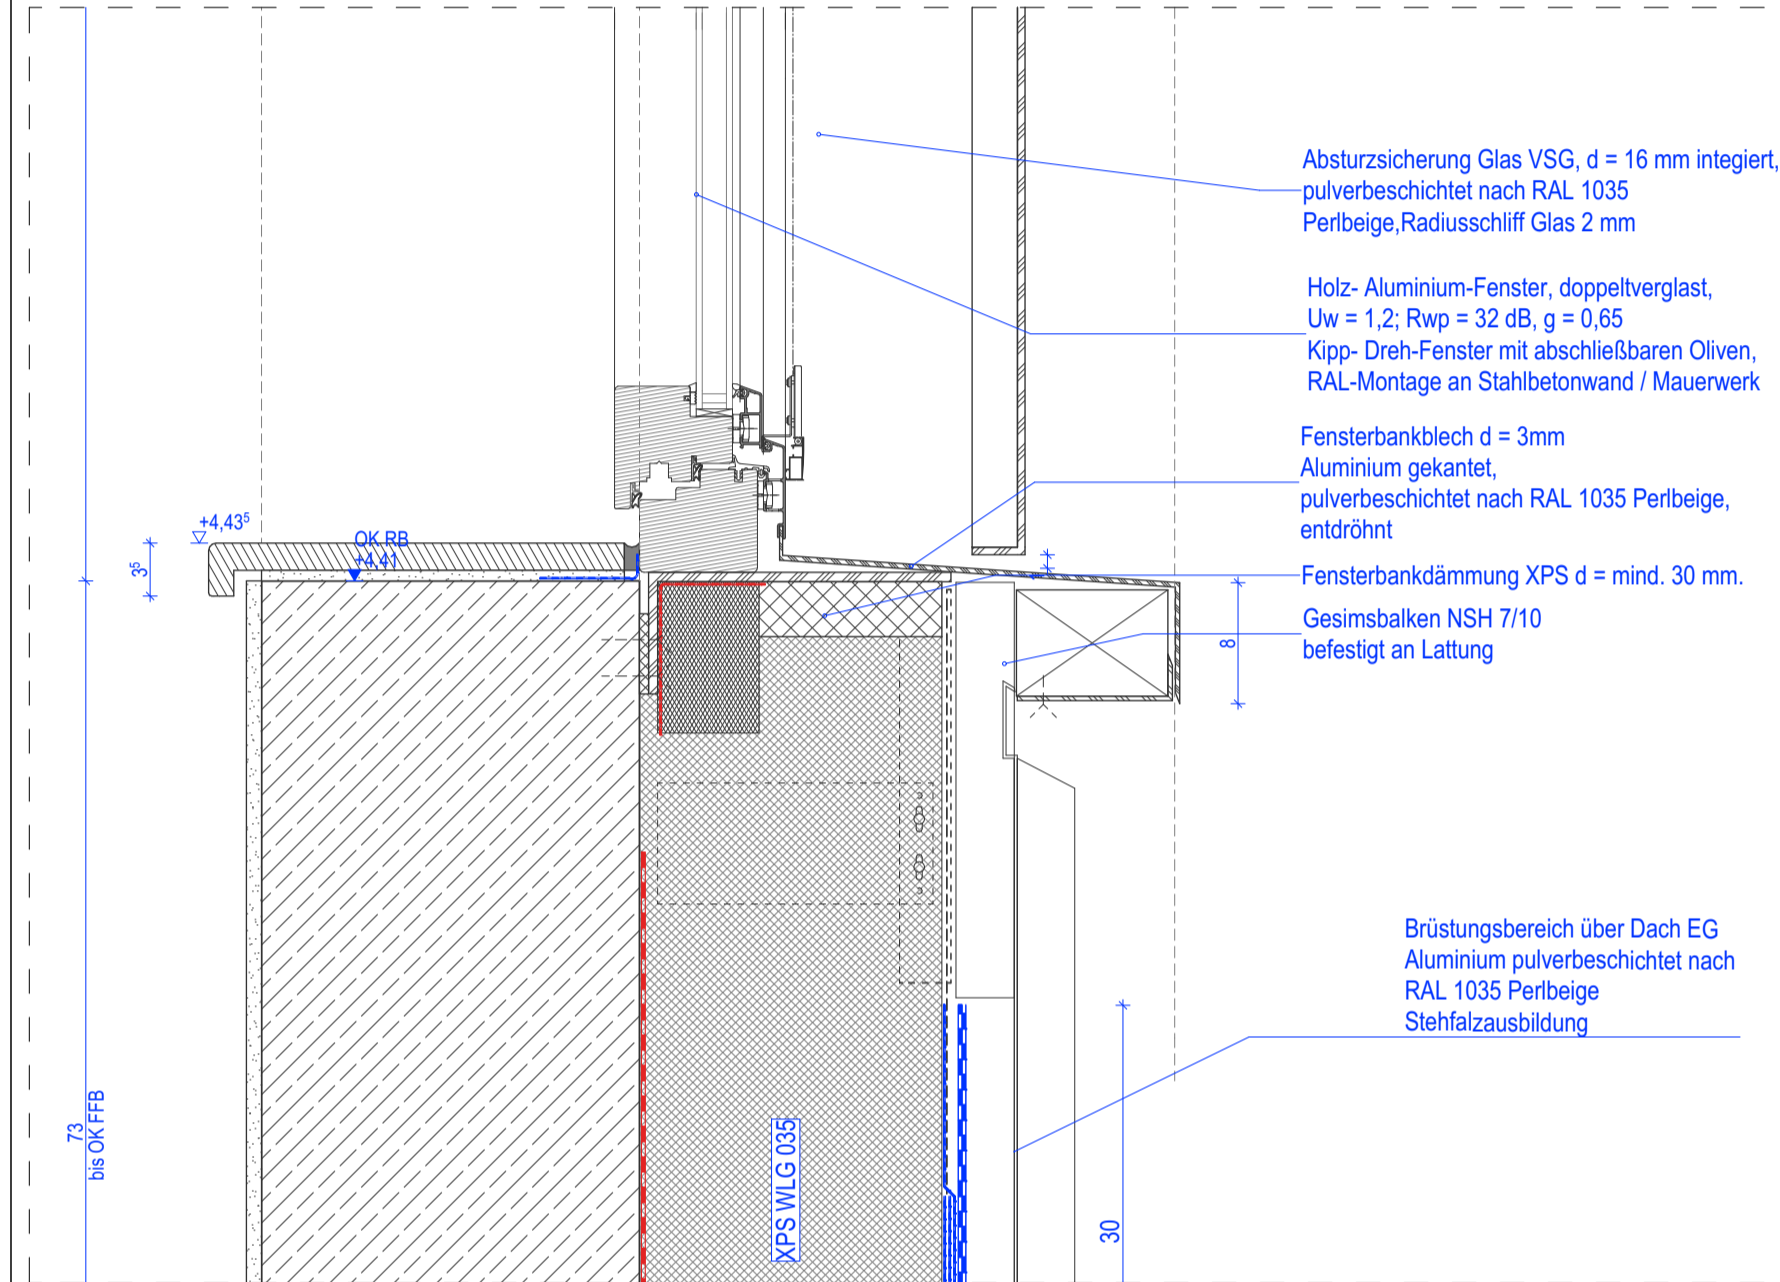 Absturzsicherung Glas VSG, d = 16 mm integiert,
pulverbeschichtet nach RAL 1035
Perlbeige,Radiusschliff Glas 2 mm
Holz- Aluminium-Fenster, doppeltverglast,
Uw = 1,2; Rwp = 32 dB, g = 0,65
Kipp- Dreh-Fenster mit abschließbaren Oliven,
RAL-Montage an Stahlbetonwand / Mauerwerk
Fensterbankblech d = 3mm
Aluminium gekantet,
pulverbeschichtet nach RAL 1035 Perlbeige,
entdröhnt
+4,43⁵
OK RB
+4,41
3⁵
Fensterbankdämmung XPS d = mind. 30 mm.
Gesimsbalken NSH 7/10
befestigt an Lattung
8
3
3
Brüstungsbereich über Dach EG
Aluminium pulverbeschichtet nach
RAL 1035 Perlbeige
Stehfalzausbildung
73
bis OK FFB
XPS WLG 035
30